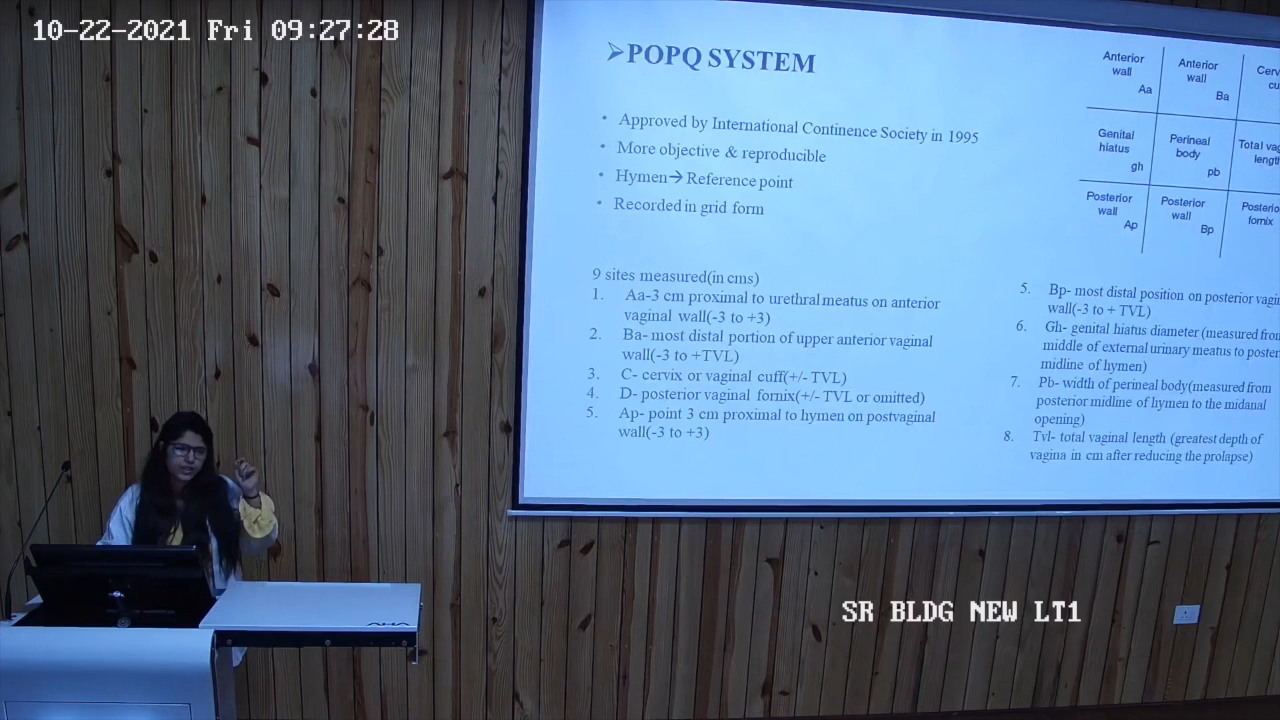 10-22-2021 Fri 09:27:28
➢POPQ SYSTEM
• Approved by International Continence Society in 1995
• More objective & reproducible
• Hymen→ Reference point
• Recorded in grid form
Anterior
wall
Aa
Anterior
wall
Ba
Genital
hiatus
gh
Perineal
body
pb
Posterior
wall
Ap
Posterior
wall
Bp
fornix
9 sites measured(in cms)
1. Aa-3 cm proximal to urethral meatus on anterior
vaginal wall(-3 to +3)
2. Ba- most distal portion of upper anterior vaginal
wall(-3 to +TVL)
3. C- cervix or vaginal cuff(+/- TVL)
4. D- posterior vaginal fornix(+/- TVL or omitted)
5. Ap- point 3 cm proximal to hymen on postvaginal
wall(-3 to +3)
5. Bp- most distal position on posterior
wall(-3 to + TVL)
6. Gh- genital hiatus diameter (measured from
middle of external urinary meatus to
midline of hymen)
7. Pb- width of perineal body(measured from
posterior midline of hymen to the midanal
opening)
8. Tvl- total vaginal length (greatest depth of
vagina in cm after reducing the prolapse)
AHA
SR BLDG NEW LT1